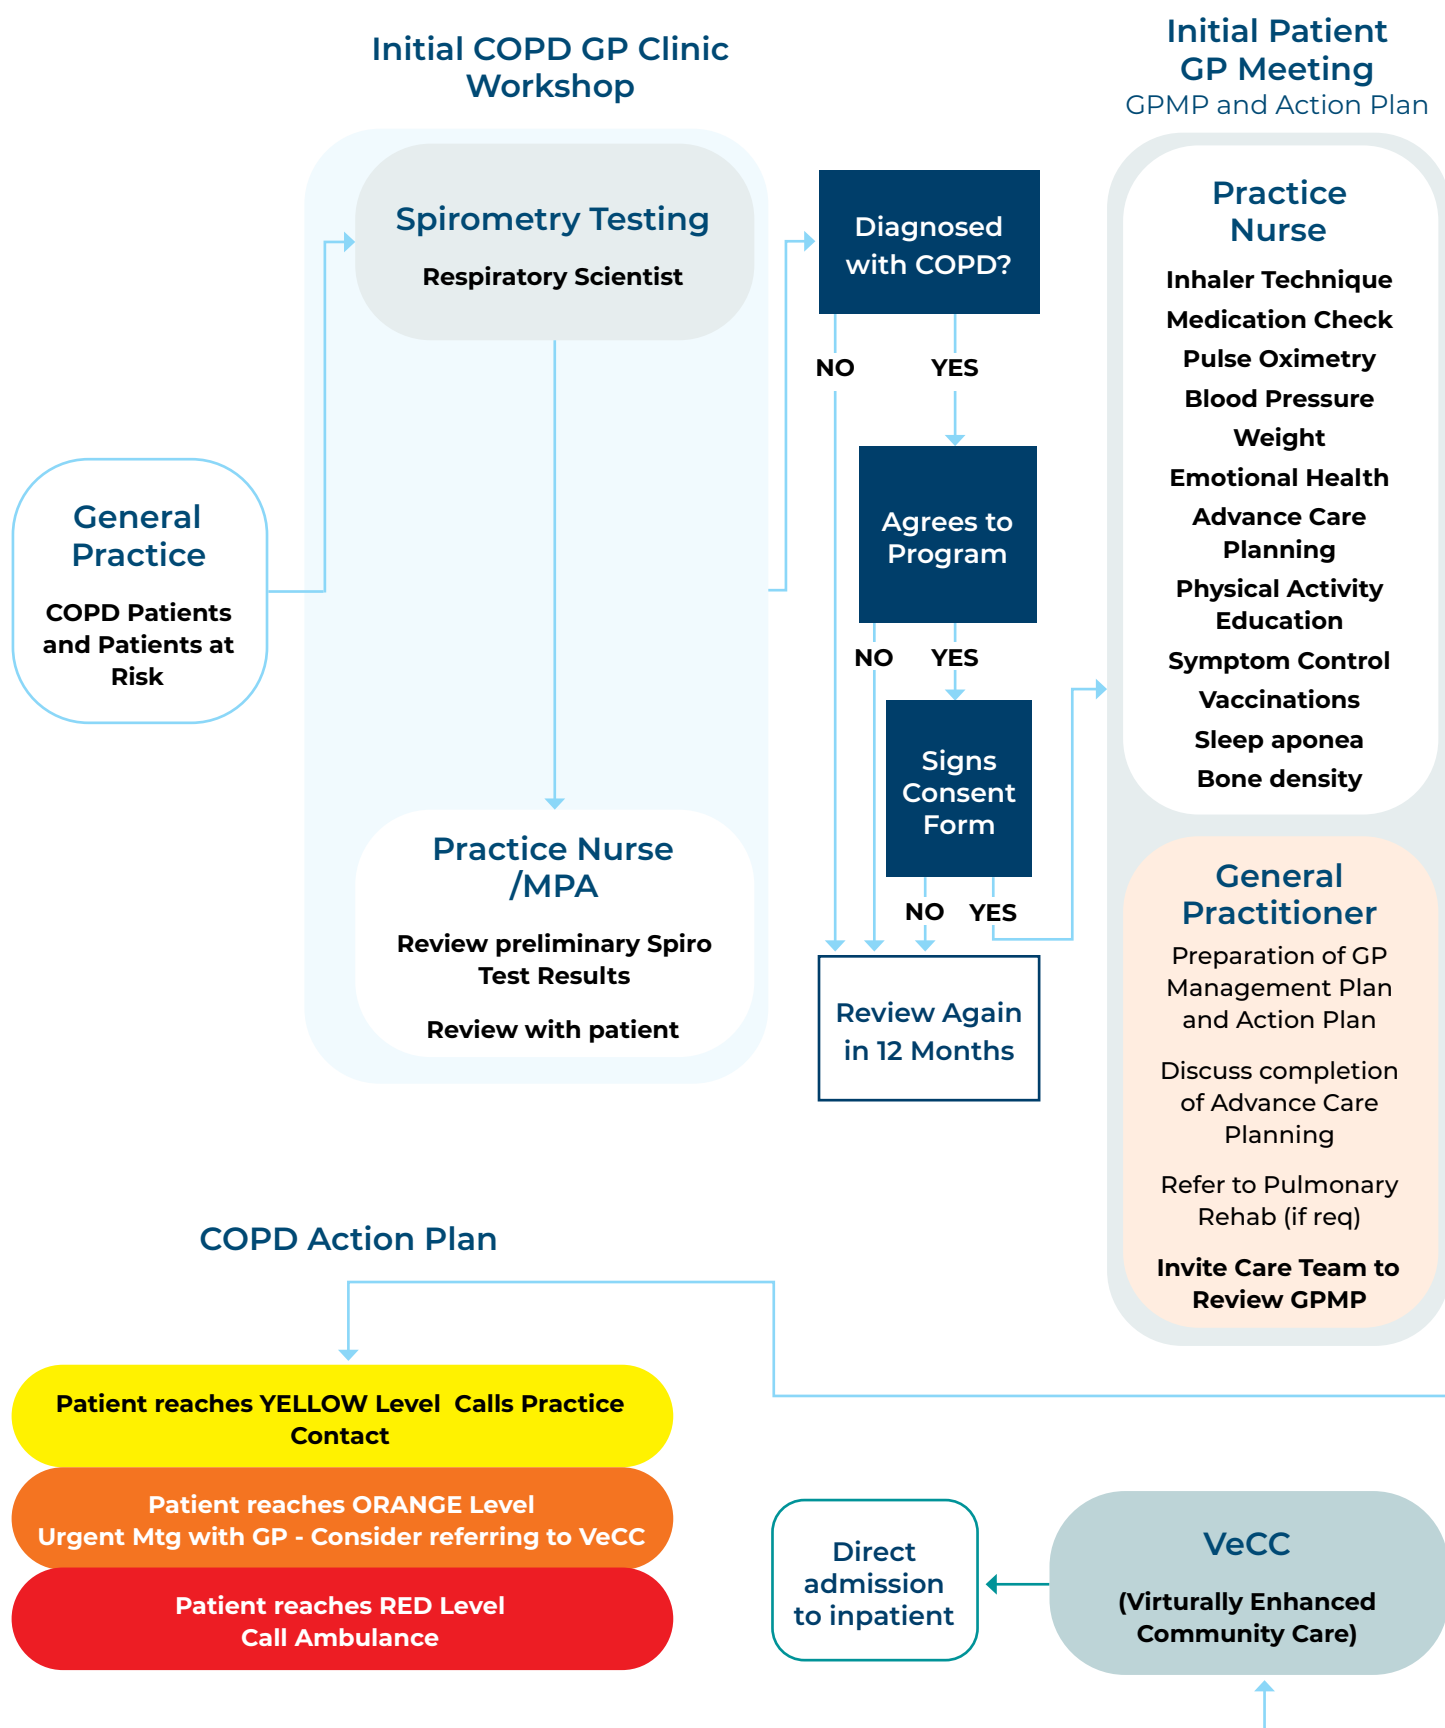 Initial COPD GP Clinic
Workshop
Initial Patient
GP Meeting
GPMP and Action Plan
General
Practice
COPD Patients
and Patients at
Risk
Spirometry Testing
Respiratory Scientist
Practice Nurse
/MPA
Review preliminary Spiro
Test Results
Review with patient
Diagnosed
with COPD?
NO
YES
Agrees to
Program
NO
YES
Signs
Consent
Form
NO
YES
Review Again
in 12 Months
Practice
Nurse
Inhaler Technique
Medication Check
Pulse Oximetry
Blood Pressure
Weight
Emotional Health
Advance Care
Planning
Physical Activity
Education
Symptom Control
Vaccinations
Sleep aponea
Bone density
General
Practitioner
Preparation of GP
Management Plan
and Action Plan
Discuss completion
of Advance Care
Planning
Refer to Pulmonary
Rehab (if req)
Invite Care Team to
Review GPMP
COPD Action Plan
Patient reaches YELLOW Level  Calls Practice
Contact
Patient reaches ORANGE Level
Urgent Mtg with GP - Consider referring to VeCC
Patient reaches RED Level
Call Ambulance
Direct
admission
to inpatient
VeCC
(Virturally Enhanced
Community Care)